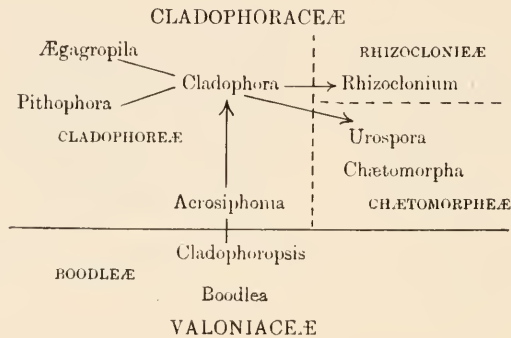 CLADOPHORACEÆ
Ægagropila
RHIZOCLONIEÆ
Cladophora
Rhizoclonium
Pithophora
CLADOPHOREÆ
Urospora
Chætomorpha
Acrosiphonia
CHÆTOMORPHEÆ
Cladophoropsis
BOODLEÆ
Boodlea
VALONIACEÆ